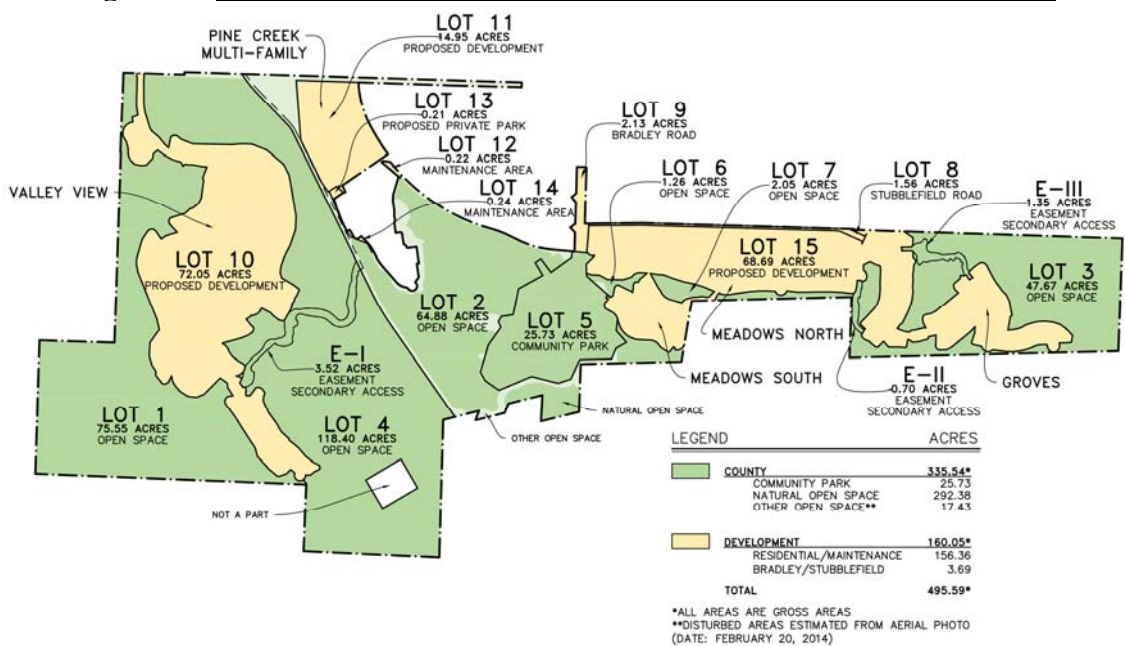 PINE CREEK
MULTI-FAMILY
LOT 11
14.95 ACRES
PROPOSED DEVELOPMENT
LOT 13
0.21 ACRES
PROPOSED PRIVATE PARK
LOT 12
0.22 ACRES
MAINTENANCE AREA
LOT 14
0.24 ACRES
MAINTENANCE AREA
LOT 9
2.13 ACRES
BRADLEY ROAD
LOT 6
1.26 ACRES
OPEN SPACE
LOT 7
2.05 ACRES
OPEN SPACE
LOT 8
1.56 ACRES
STUBBLEFIELD ROAD
E-III
1.35 ACRES
EASEMENT
SECONDARY ACCESS
VALLEY VIEW
LOT 10
72.05 ACRES
PROPOSED DEVELOPMENT
LOT 15
68.69 ACRES
PROPOSED DEVELOPMENT
LOT 3
47.67 ACRES
OPEN SPACE
LOT 2
64.88 ACRES
OPEN SPACE
LOT 5
25.73 ACRES
COMMUNITY PARK
MEADOWS NORTH
MEADOWS SOUTH
E-I
3.52 ACRES
EASEMENT
SECONDARY ACCESS
E-II
0.70 ACRES
EASEMENT
SECONDARY ACCESS
GROVES
LOT 1
75.55 ACRES
OPEN SPACE
LOT 4
118.40 ACRES
OPEN SPACE
NATURAL OPEN SPACE
OTHER OPEN SPACE
NOT A PART
LEGEND ACRES
COUNTY 335.54*
COMMUNITY PARK 25.73
NATURAL OPEN SPACE 292.38
OTHER OPEN SPACE** 17.43
DEVELOPMENT 160.05*
RESIDENTIAL/MAINTENANCE 156.36
BRADLEY/STUBBLEFIELD 3.69
TOTAL 495.59*
*ALL AREAS ARE GROSS AREAS
**DISTURBED AREAS ESTIMATED FROM AERIAL PHOTO
(DATE: FEBRUARY 20, 2014)